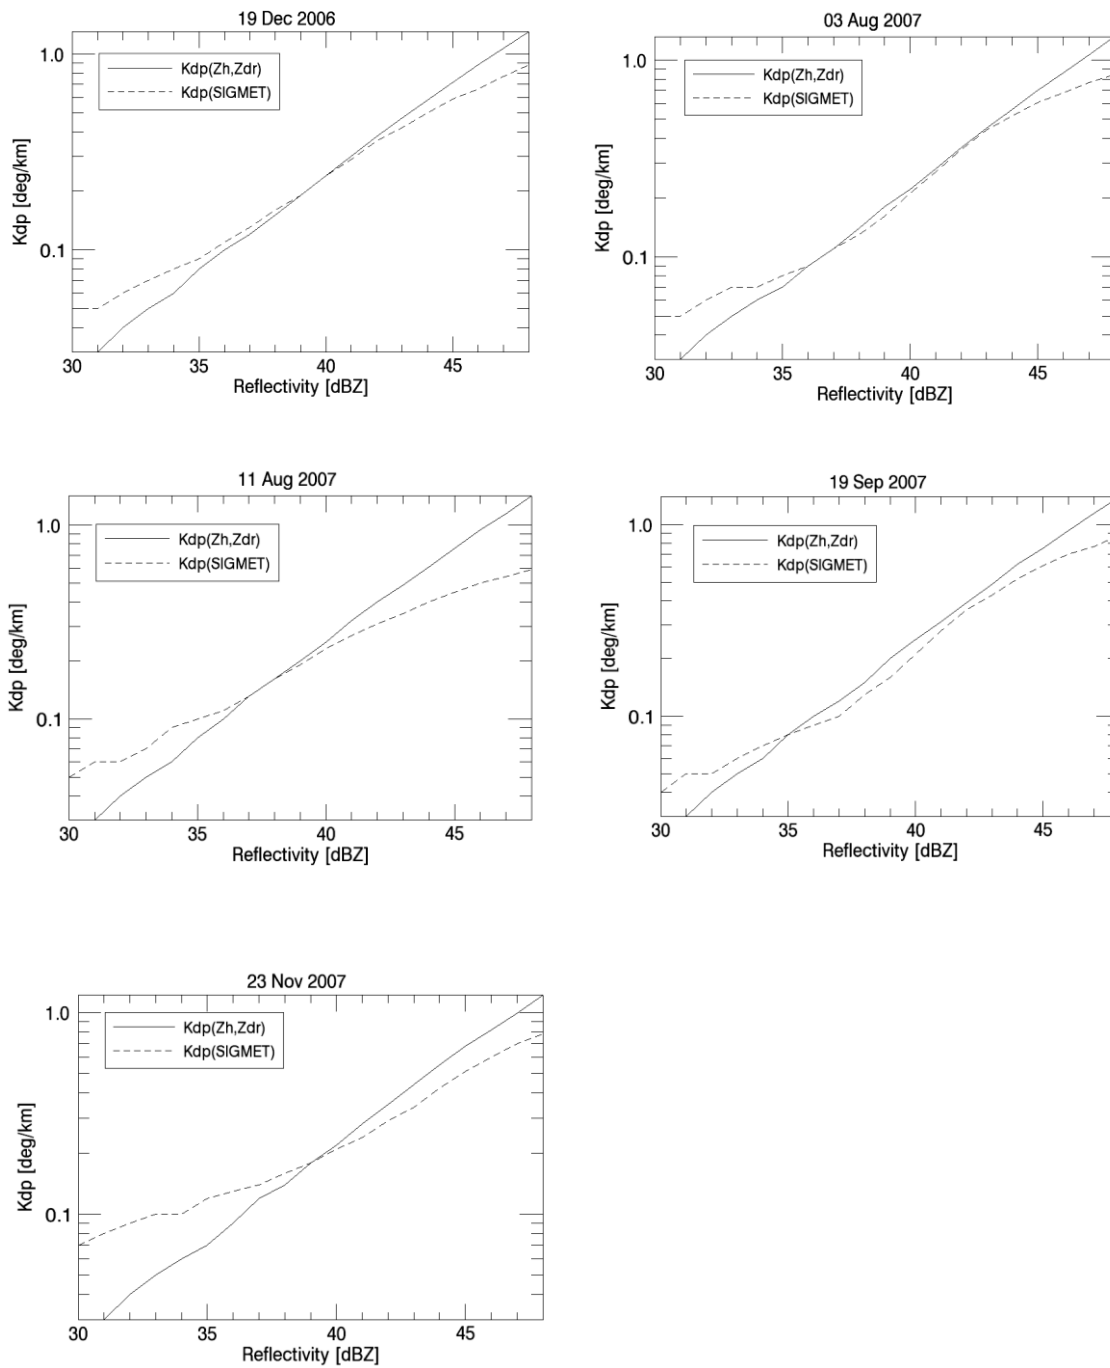 19 Dec 2006
Kdp(Zh,Zdr)
Kdp(SIGMET)
1.0
0.1
Kdp [deg/km]
30 35 40 45
Reflectivity [dBZ]
03 Aug 2007
Kdp(Zh,Zdr)
Kdp(SIGMET)
1.0
0.1
Kdp [deg/km]
30 35 40 45
Reflectivity [dBZ]
11 Aug 2007
Kdp(Zh,Zdr)
Kdp(SIGMET)
1.0
0.1
Kdp [deg/km]
30 35 40 45
Reflectivity [dBZ]
19 Sep 2007
Kdp(Zh,Zdr)
Kdp(SIGMET)
1.0
0.1
Kdp [deg/km]
30 35 40 45
Reflectivity [dBZ]
23 Nov 2007
Kdp(Zh,Zdr)
Kdp(SIGMET)
1.0
0.1
Kdp [deg/km]
30 35 40 45
Reflectivity [dBZ]